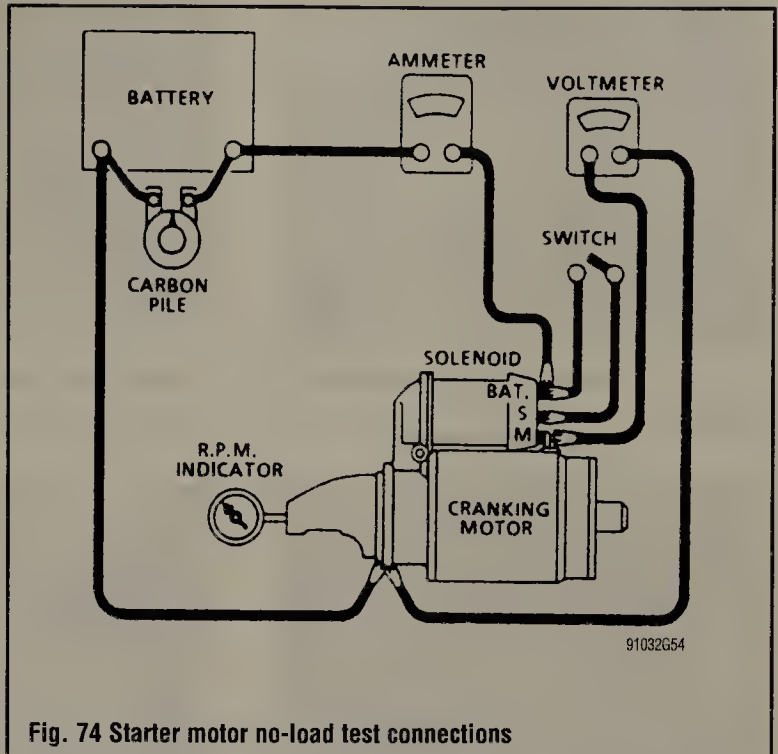 AMMETER
VOLTMETER
BATTERY
SWITCH
CARBON
PILE
SOLENOID
BAT.
S
M
R.P.M.
INDICATOR
CRANKING
MOTOR
91032G54
Fig. 74 Starter motor no-load test connections